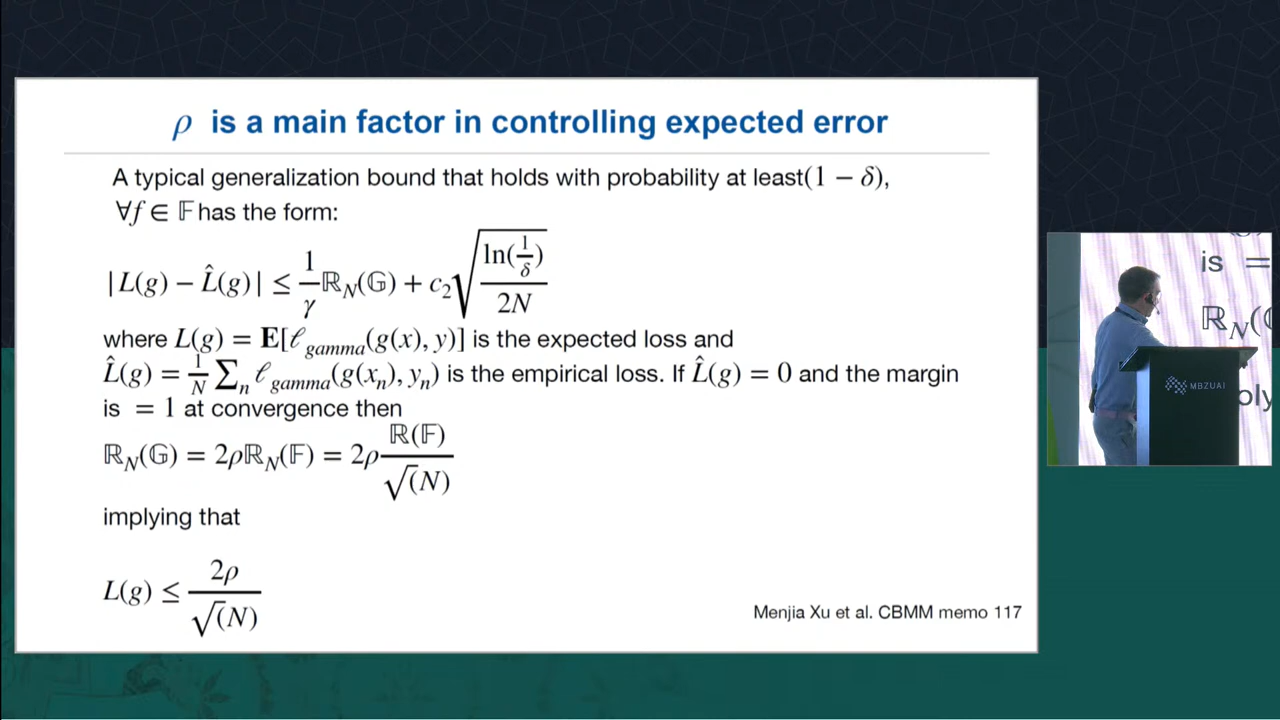 ρ is a main factor in controlling expected error
A typical generalization bound that holds with probability at least(1 − δ),
∀f ∈ 𝔽 has the form:
|L(g) − L̂(g)| ≤ 1/γ ℝ_N(𝔾) + c₂√(ln(1/δ)/2N)
where L(g) = E[ℓ_gamma(g(x), y)] is the expected loss and
L̂(g) = 1/N ∑_n ℓ_gamma(g(x_n), y_n) is the empirical loss. If L̂(g) = 0 and the margin
is = 1 at convergence then
ℝ_N(𝔾) = 2ρℝ_N(𝔽) = 2ρ ℝ(𝔽)/√(N)
implying that
L(g) ≤ 2ρ/√(N)
Menjia Xu et al. CBMM memo 117
is =
ℝ_N(
MBZUAI